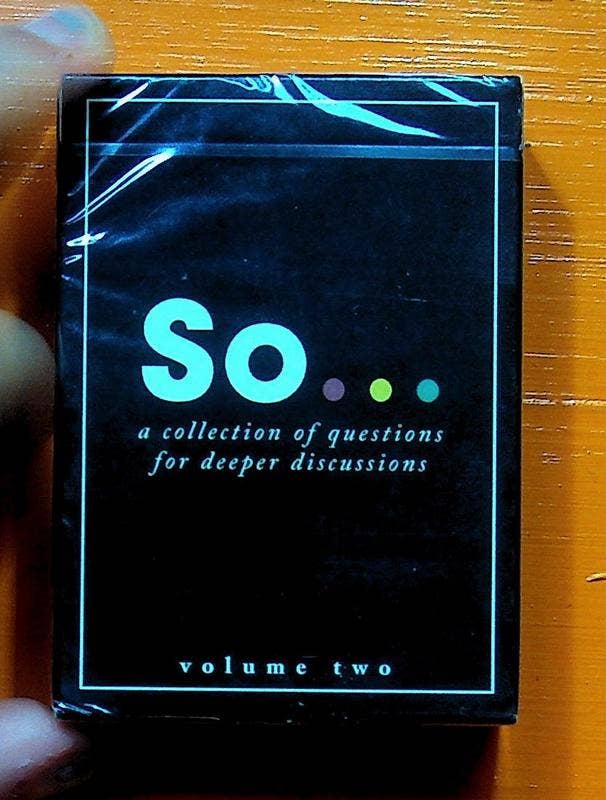 So...
a collection of questions
for deeper discussions
volume two